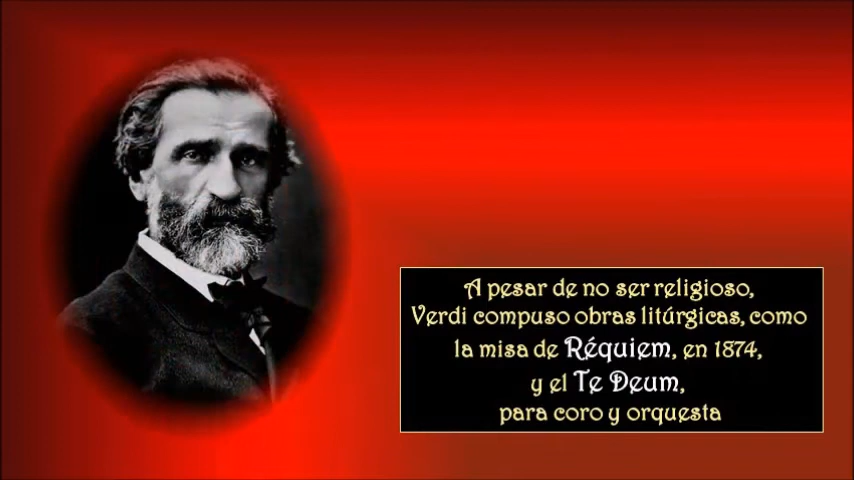 A pesar de no ser religioso,
Verdi compuso obras litúrgicas, como
la misa de Réquiem, en 1874,
y el Te Deum,
para coro y orquesta